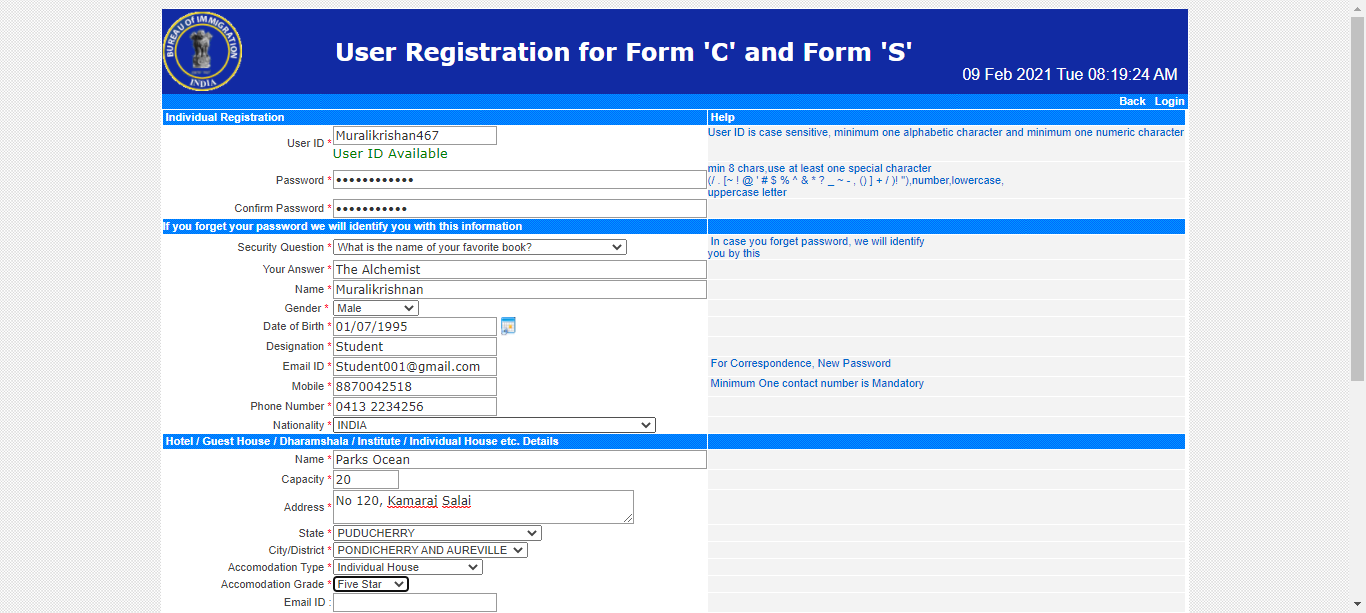 BUREAU OF IMMIGRATION
INDIA
User Registration for Form 'C' and Form 'S'
09 Feb 2021 Tue 08:19:24 AM
Back Login
Individual Registration Help
User ID * Muralikrishan467 User ID is case sensitive, minimum one alphabetic character and minimum one numeric character
User ID Available
min 8 chars,use at least one special character
Password * •••••••••••• (/ . [~ ! @ ' # $ % ^ & * ? _ ~ - , () ] + / )! "),number,lowercase,
uppercase letter
Confirm Password * •••••••••••
If you forget your password we will identify you with this information
Security Question * What is the name of your favorite book? In case you forget password, we will identify
you by this
Your Answer * The Alchemist
Name * Muralikrishnan
Gender * Male
Date of Birth * 01/07/1995
Designation * Student
Email ID * Student001@gmail.com For Correspondence, New Password
Mobile * 8870042518 Minimum One contact number is Mandatory
Phone Number * 0413 2234256
Nationality * INDIA
Hotel / Guest House / Dharamshala / Institute / Individual House etc. Details
Name * Parks Ocean
Capacity * 20
Address * No 120, Kamaraj Salai
State * PUDUCHERRY
City/District * PONDICHERRY AND AUREVILLE
Accomodation Type * Individual House
Accomodation Grade * Five Star
Email ID :